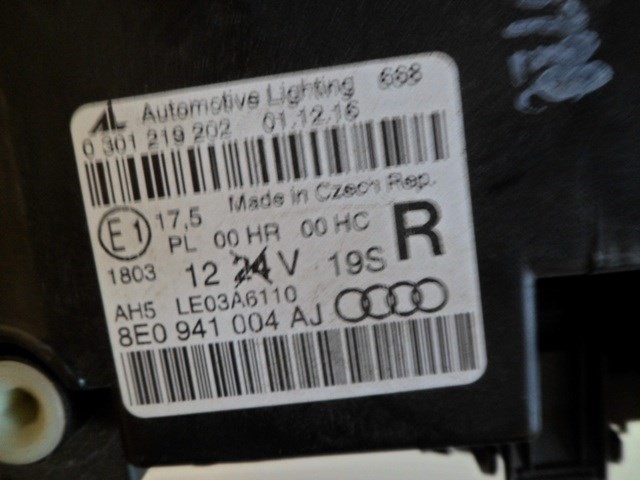 AL Automotive Lighting 668
0 301 219 202 01.12.16
Made in Czech Rep.
E1 17,5
PL 00 HR 00 HC R
1803 12 24 V 19S
AH5 LE03A6110
8E0 941 004 AJ